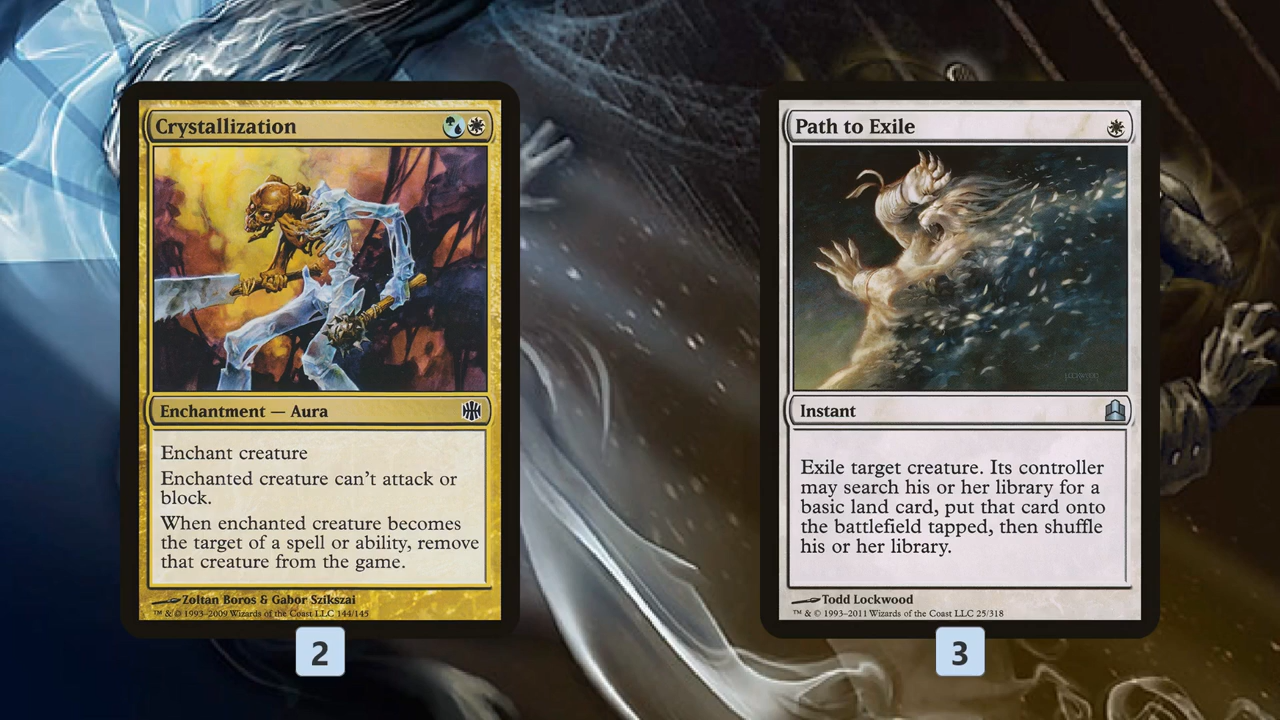 Crystallization
Enchantment — Aura
Enchant creature
Enchanted creature can't attack or
block.
When enchanted creature becomes
the target of a spell or ability, remove
that creature from the game.
Zoltan Boros & Gabor Szikszai
™ & © 1993–2009 Wizards of the Coast LLC 144/145
2
Path to Exile
Instant
Exile target creature. Its controller
may search his or her library for a
basic land card, put that card onto
the battlefield tapped, then shuffle
his or her library.
Todd Lockwood
™ & © 1993–2011 Wizards of the Coast LLC 25/318
3